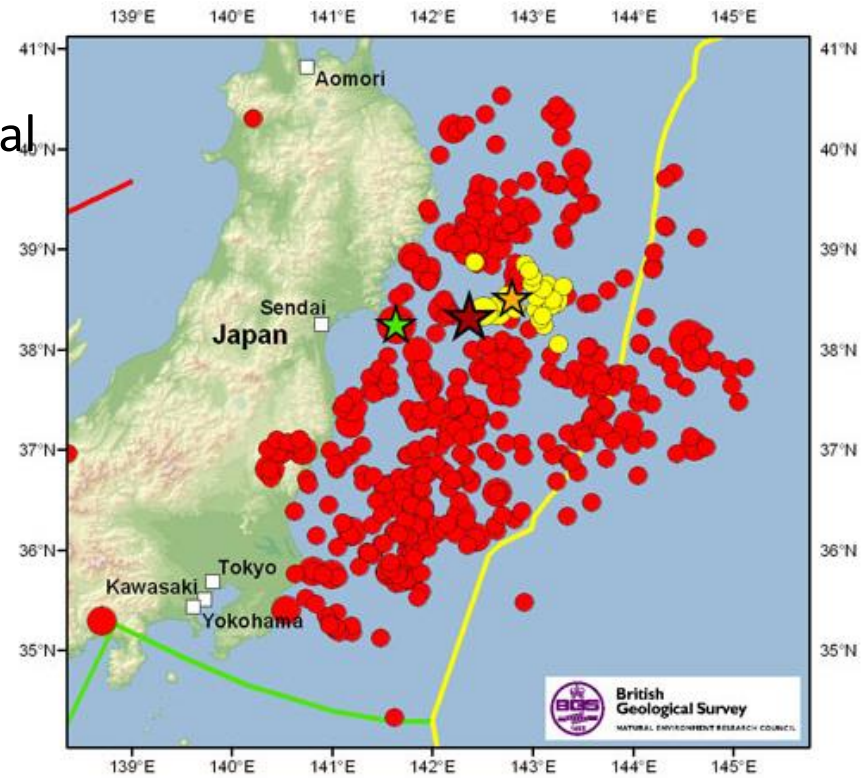 139°E 140°E 141°E 142°E 143°E 144°E 145°E
41°N 41°N
Aomori
al
40°N 40°N
39°N 39°N
Sendai
Japan
38°N 38°N
37°N 37°N
36°N 36°N
Tokyo
Kawasaki
Yokohama
35°N 35°N
BGS
British
Geological Survey
NATURAL ENVIRONMENT RESEARCH COUNCIL
139°E 140°E 141°E 142°E 143°E 144°E 145°E